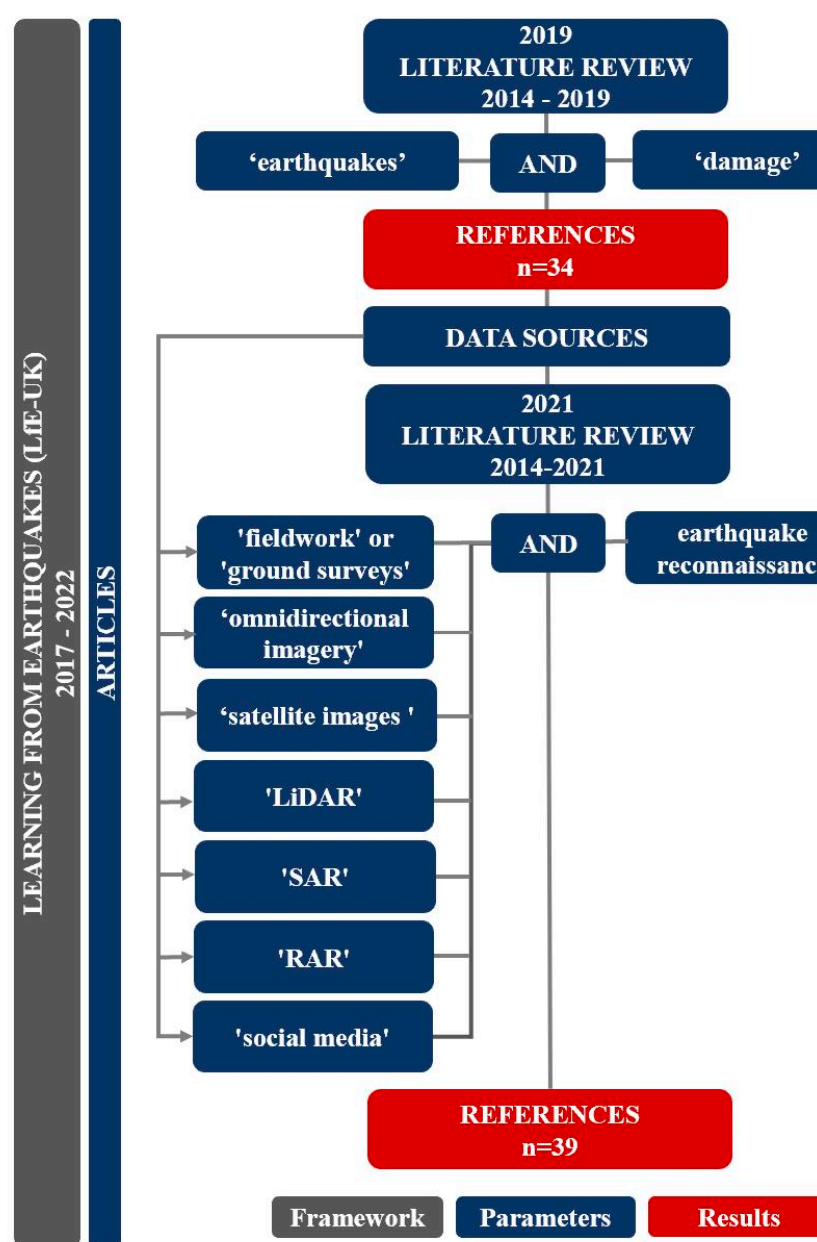 LEARNING FROM EARTHQUAKES (LfE-UK)
2017 - 2022
ARTICLES
2019
LITERATURE REVIEW
2014 - 2019
‘earthquakes’
AND
‘damage’
REFERENCES
n=34
DATA SOURCES
2021
LITERATURE REVIEW
2014-2021
'fieldwork' or
'ground surveys'
AND
earthquake
reconnaissanc
‘omnidirectional
imagery'
‘satellite images '
'LiDAR'
'SAR'
'RAR'
'social media'
REFERENCES
n=39
Framework
Parameters
Results